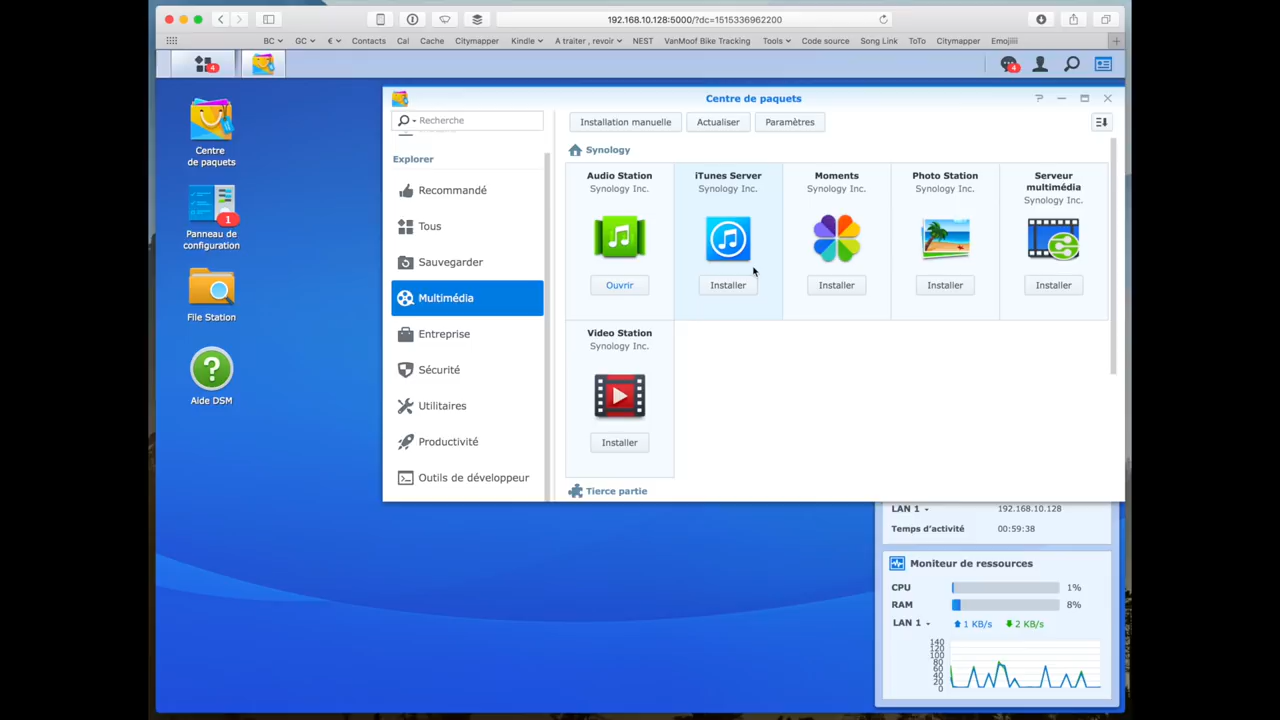 192.168.10.128:5000/?dc=1515336962200
BC GC € Contacts Cal Cache Citymapper Kindle A traiter , revoir NEST VanMoof Bike Tracking Tools Code source Song Link ToTo Citymapper Emojiiii
4
4
Centre
de paquets
1
Panneau de
configuration
File Station
Aide DSM
Centre de paquets
Recherche
Installation manuelle Actualiser Paramètres
Explorer
Recommandé
Tous
Sauvegarder
Multimédia
Entreprise
Sécurité
Utilitaires
Productivité
Outils de développeur
Synology
Audio Station
Synology Inc.
Ouvrir
iTunes Server
Synology Inc.
Installer
Moments
Synology Inc.
Installer
Photo Station
Synology Inc.
Installer
Serveur
multimédia
Synology Inc.
Installer
Video Station
Synology Inc.
Installer
Tierce partie
LAN 1 192.168.10.128
Temps d'activité 00:59:38
Moniteur de ressources
CPU 1%
RAM 8%
LAN 1 1 KB/s 2 KB/s
140
120
100
80
60
40
20
0